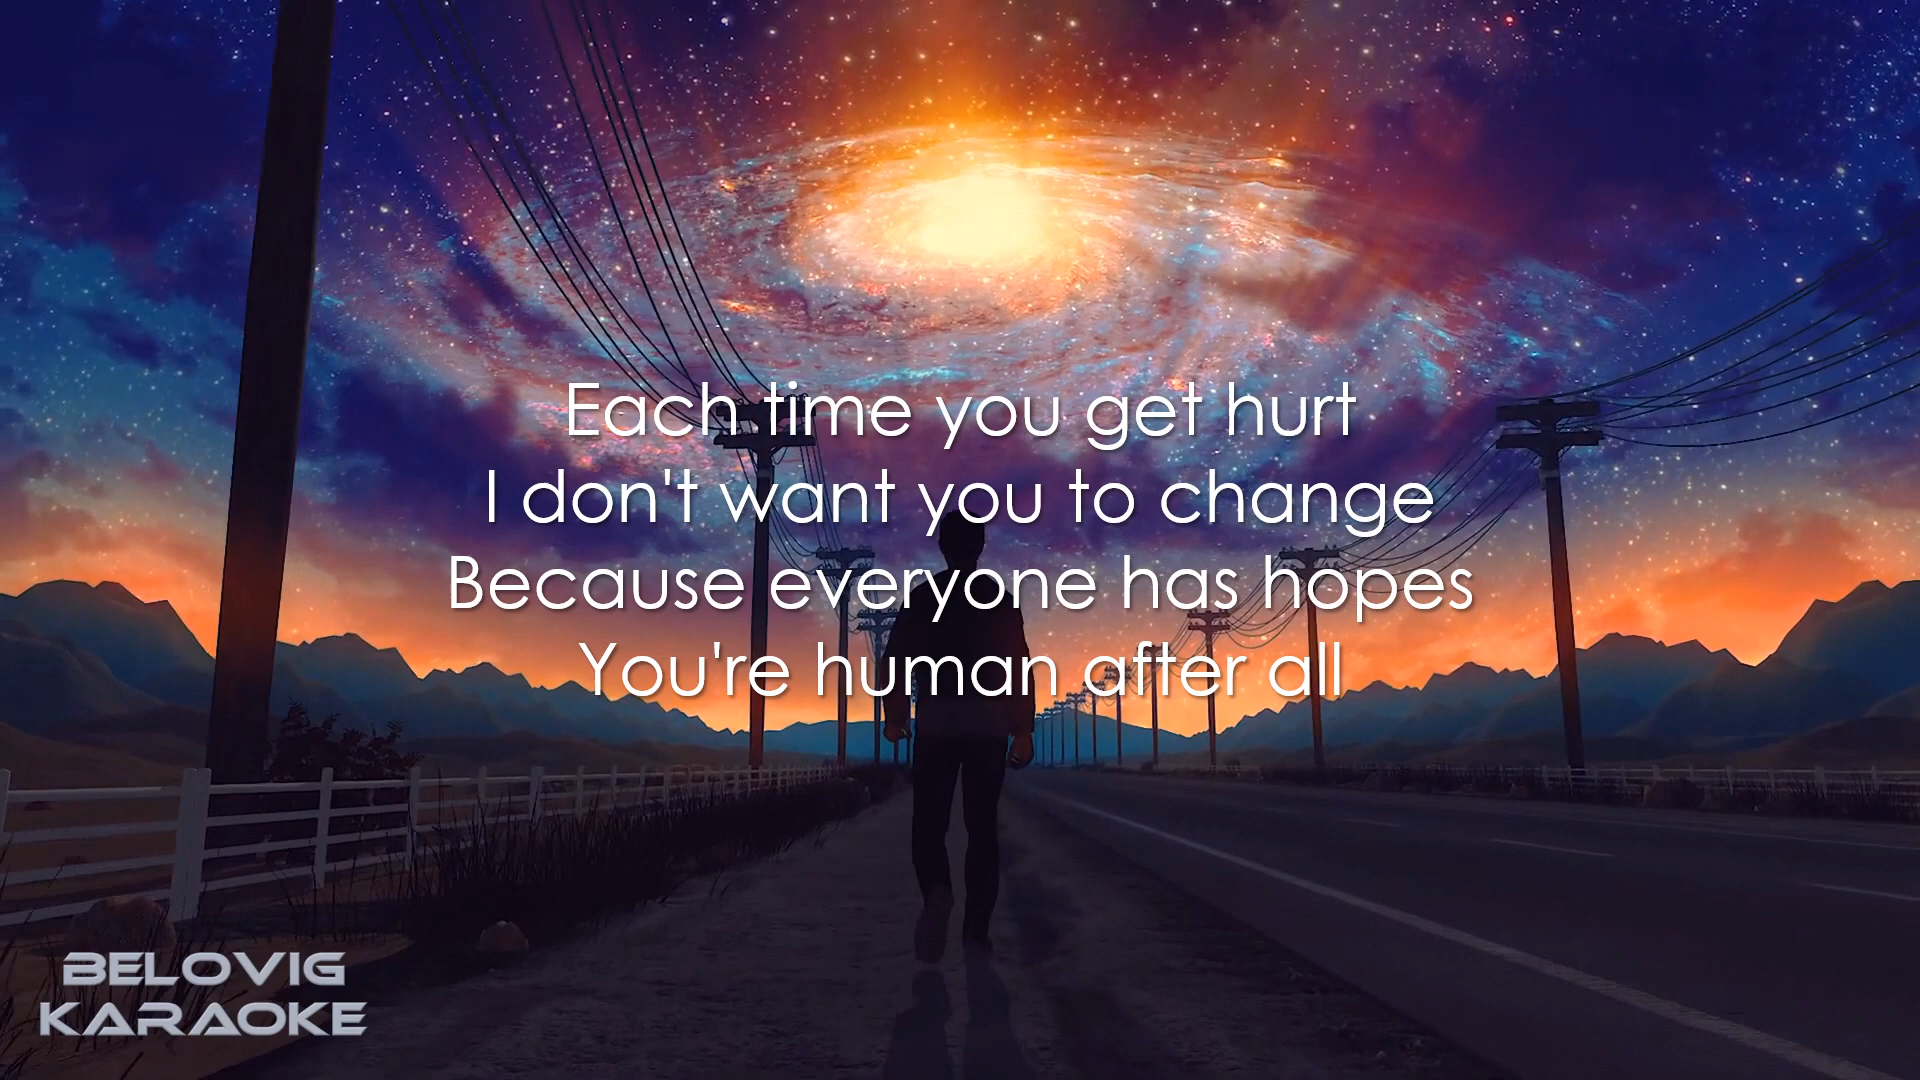 Each time you get hurt
I don't want you to change
Because everyone has hopes
You're human after all
BELOVIG
KARAOKE